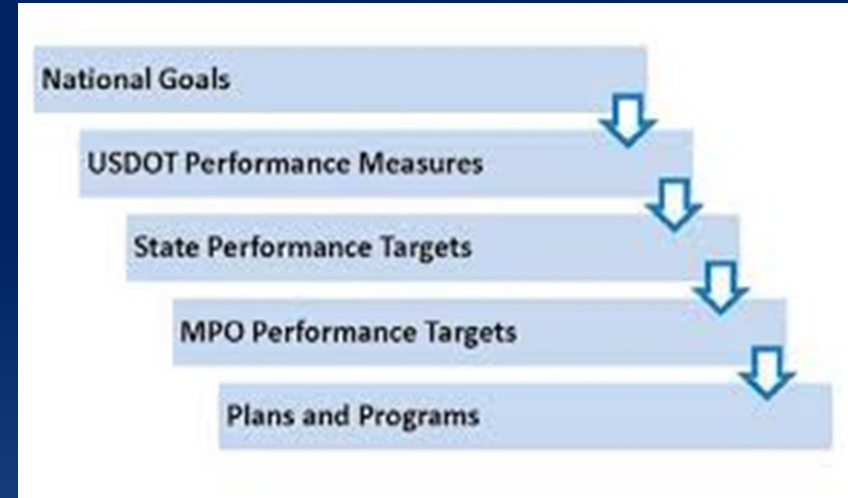 National Goals
USDOT Performance Measures
State Performance Targets
MPO Performance Targets
Plans and Programs